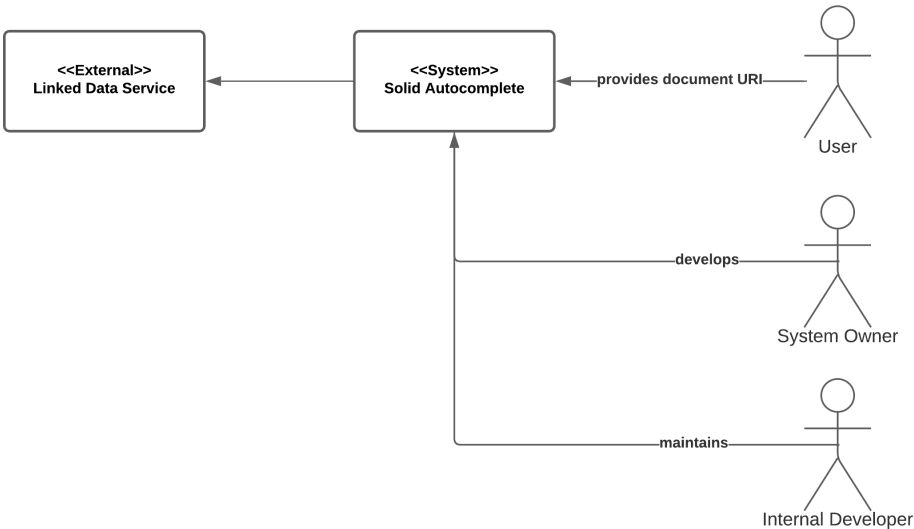 <<External>>
Linked Data Service
<<System>>
Solid Autocomplete
provides document URI
User
develops
System Owner
maintains
Internal Developer